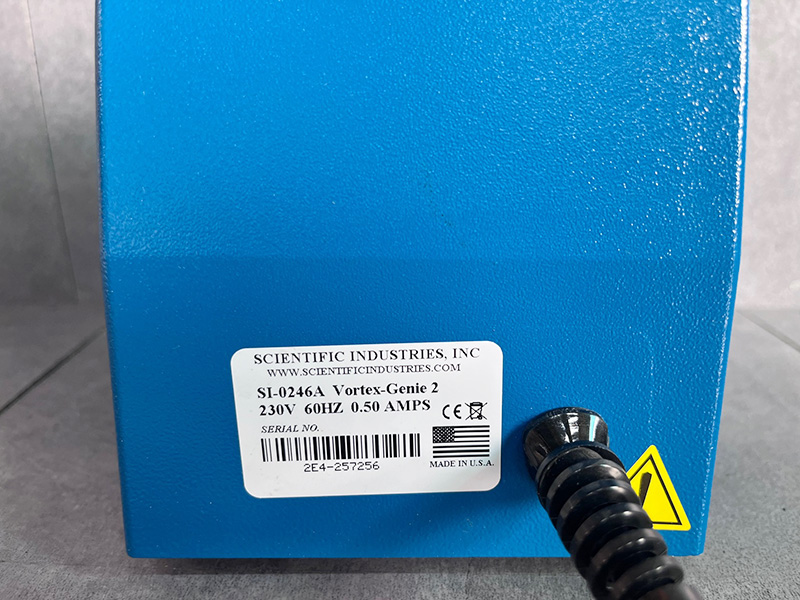 SCIENTIFIC INDUSTRIES, INC
WWW.SCIENTIFICINDUSTRIES.COM
SI-0246A Vortex-Genie 2
230V 60HZ 0.50 AMPS CE
SERIAL NO.
2E4-257256
MADE IN U.S.A.